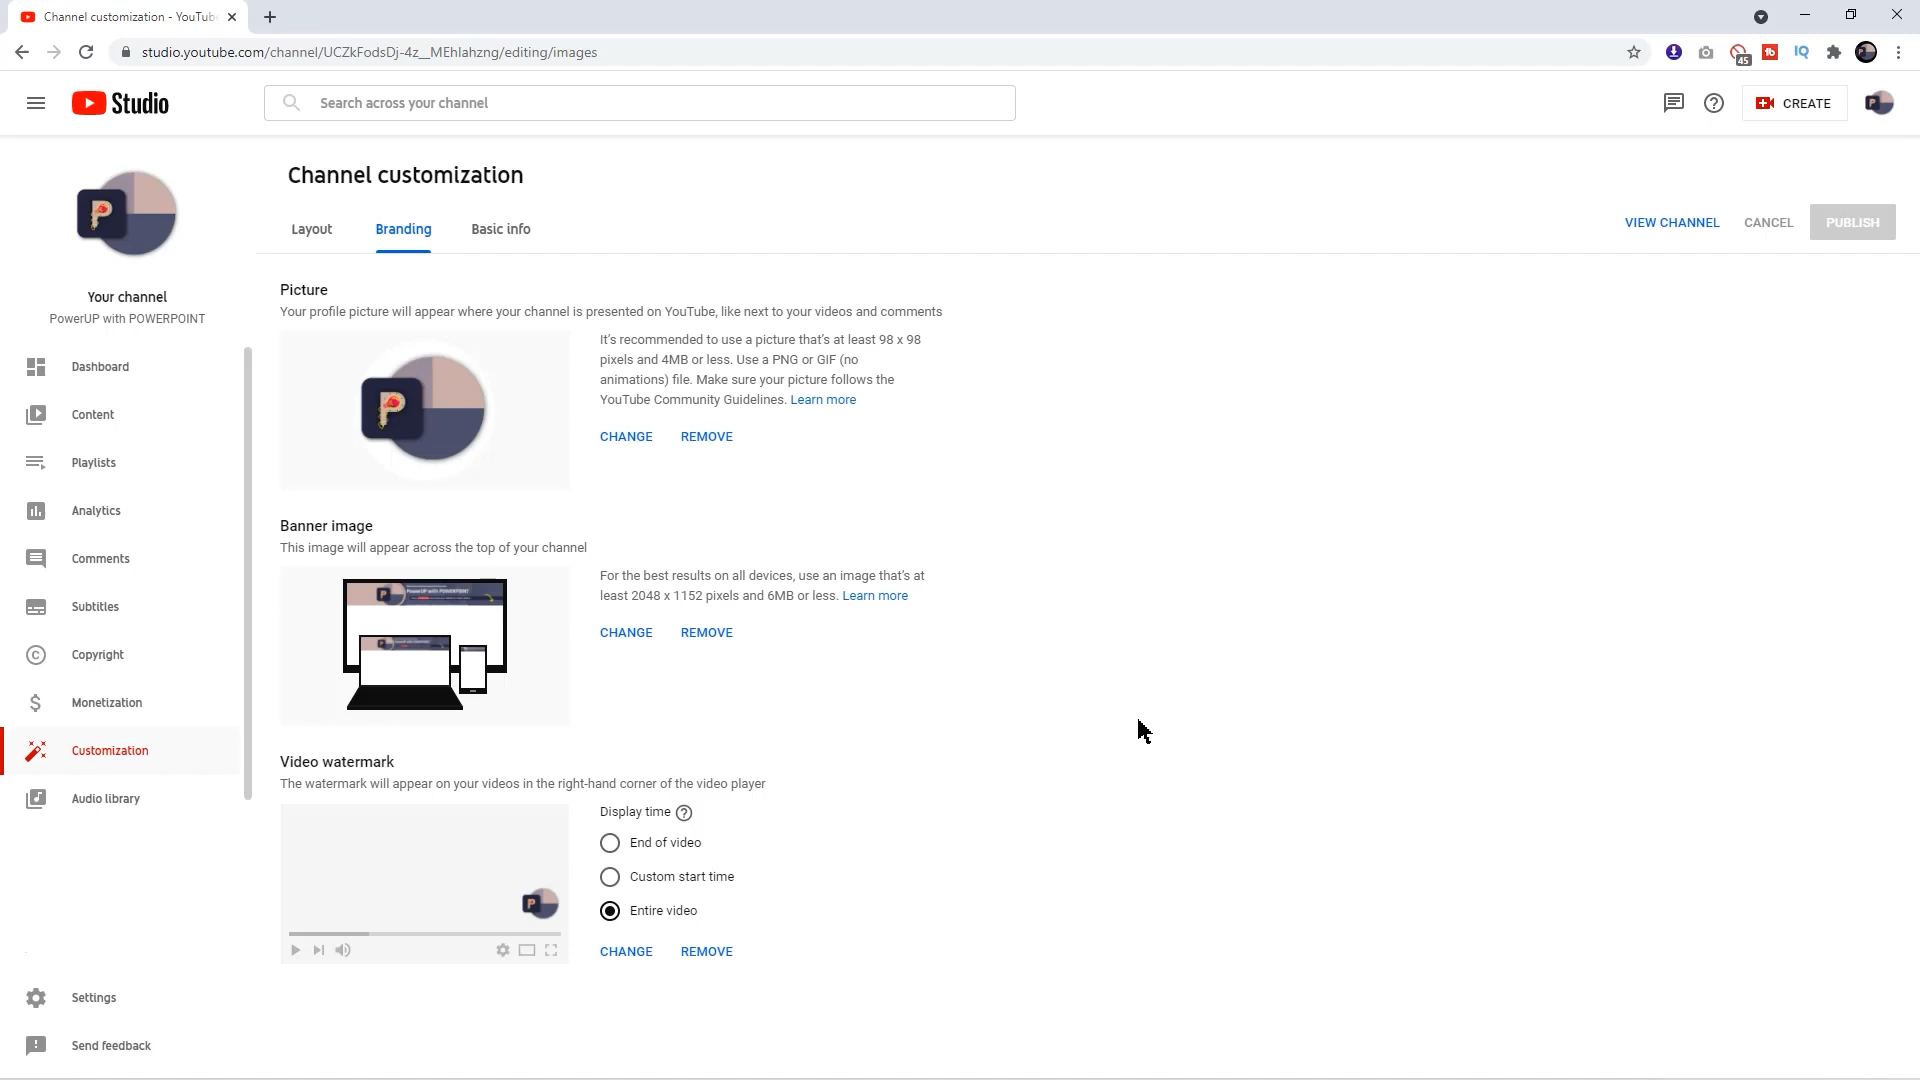 Channel customization - YouTub
studio.youtube.com/channel/UCZkFodsDj-4z__MEhlahzng/editing/images
45
tb
IQ
Studio
Search across your channel
CREATE
P
P
Your channel
PowerUP with POWERPOINT
Dashboard
Content
Playlists
Analytics
Comments
Subtitles
Copyright
Monetization
Customization
Audio library
Settings
Send feedback
Channel customization
Layout
Branding
Basic info
VIEW CHANNEL
CANCEL
PUBLISH
Picture
Your profile picture will appear where your channel is presented on YouTube, like next to your videos and comments
P
It's recommended to use a picture that's at least 98 x 98
pixels and 4MB or less. Use a PNG or GIF (no
animations) file. Make sure your picture follows the
YouTube Community Guidelines. Learn more
CHANGE
REMOVE
Banner image
This image will appear across the top of your channel
PowerUP with POWERPOINT
For the best results on all devices, use an image that's at
least 2048 x 1152 pixels and 6MB or less. Learn more
CHANGE
REMOVE
Video watermark
The watermark will appear on your videos in the right-hand corner of the video player
P
Display time
End of video
Custom start time
Entire video
CHANGE
REMOVE